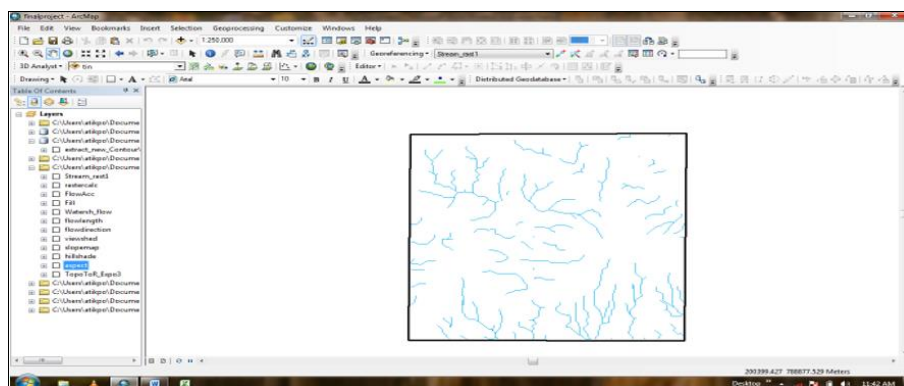 finalproject - ArcMap
File Edit View Bookmarks Insert Selection Geoprocessing Customize Windows Help
1:250,000
Georeferencing Stream_rast1
3D Analyst tin Editor
Drawing A Arial 10 B I U A Distributed Geodatabase
Table Of Contents
Layers
C:\Users\atikpo\Docume
C:\Users\atikpo\Docume
C:\Users\atikpo\Docume
extract_new_Contour\
C:\Users\atikpo\Docume
C:\Users\atikpo\Docume
Stream_rast1
rastercalc
FlowAcc
Fill
Watersh_flow
flowlength
flowdirection
viewshed
slopemap
hillshade
aspect
TopoToR_Expo3
C:\Users\atikpo\Docume
C:\Users\atikpo\Docume
C:\Users\atikpo\Docume
C:\Users\atikpo\Docume
200399.427 788877.529 Meters
Desktop 11:42 AM